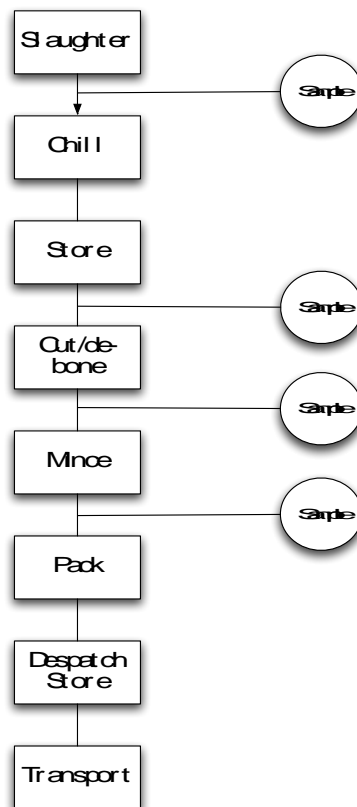 Slaughter
Sample
Chill
Store
Sample
Cut/de-
bone
Sample
Mince
Sample
Pack
Despatch
Store
Transport